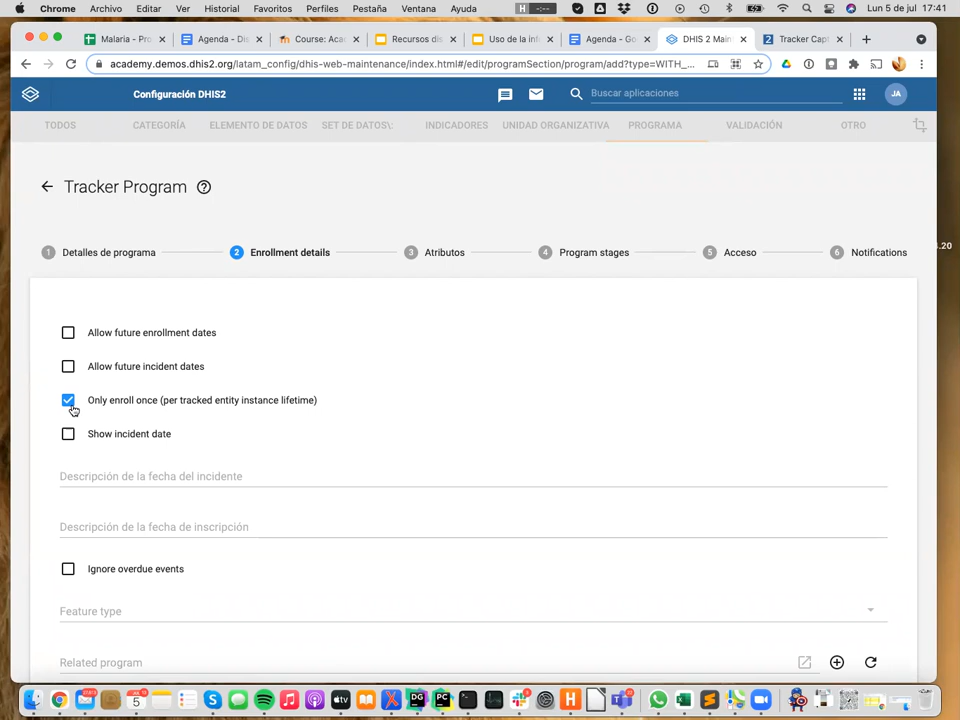 Chrome Archivo Editar Ver Historial Favoritos Perfiles Pestaña Ventana Ayuda H --:-- Lun 5 de jul 17:41
Malaria - Pro Agenda - Dis Course: Aca Recursos dis Uso de la inf Agenda - Go DHIS 2 Main Tracker Capt
academy.demos.dhis2.org/latam_config/dhis-web-maintenance/index.html#/edit/programSection/program/add?type=WITH_...
Configuración DHIS2 Buscar aplicaciones JA
TODOS CATEGORÍA ELEMENTO DE DATOS SET DE DATOS\: INDICADORES UNIDAD ORGANIZATIVA PROGRAMA VALIDACIÓN OTRO
Tracker Program
1 Detalles de programa 2 Enrollment details 3 Atributos 4 Program stages 5 Acceso 6 Notifications
Allow future enrollment dates
Allow future incident dates
Only enroll once (per tracked entity instance lifetime)
Show incident date
Descripción de la fecha del incidente
Descripción de la fecha de inscripción
Ignore overdue events
Feature type
Related program